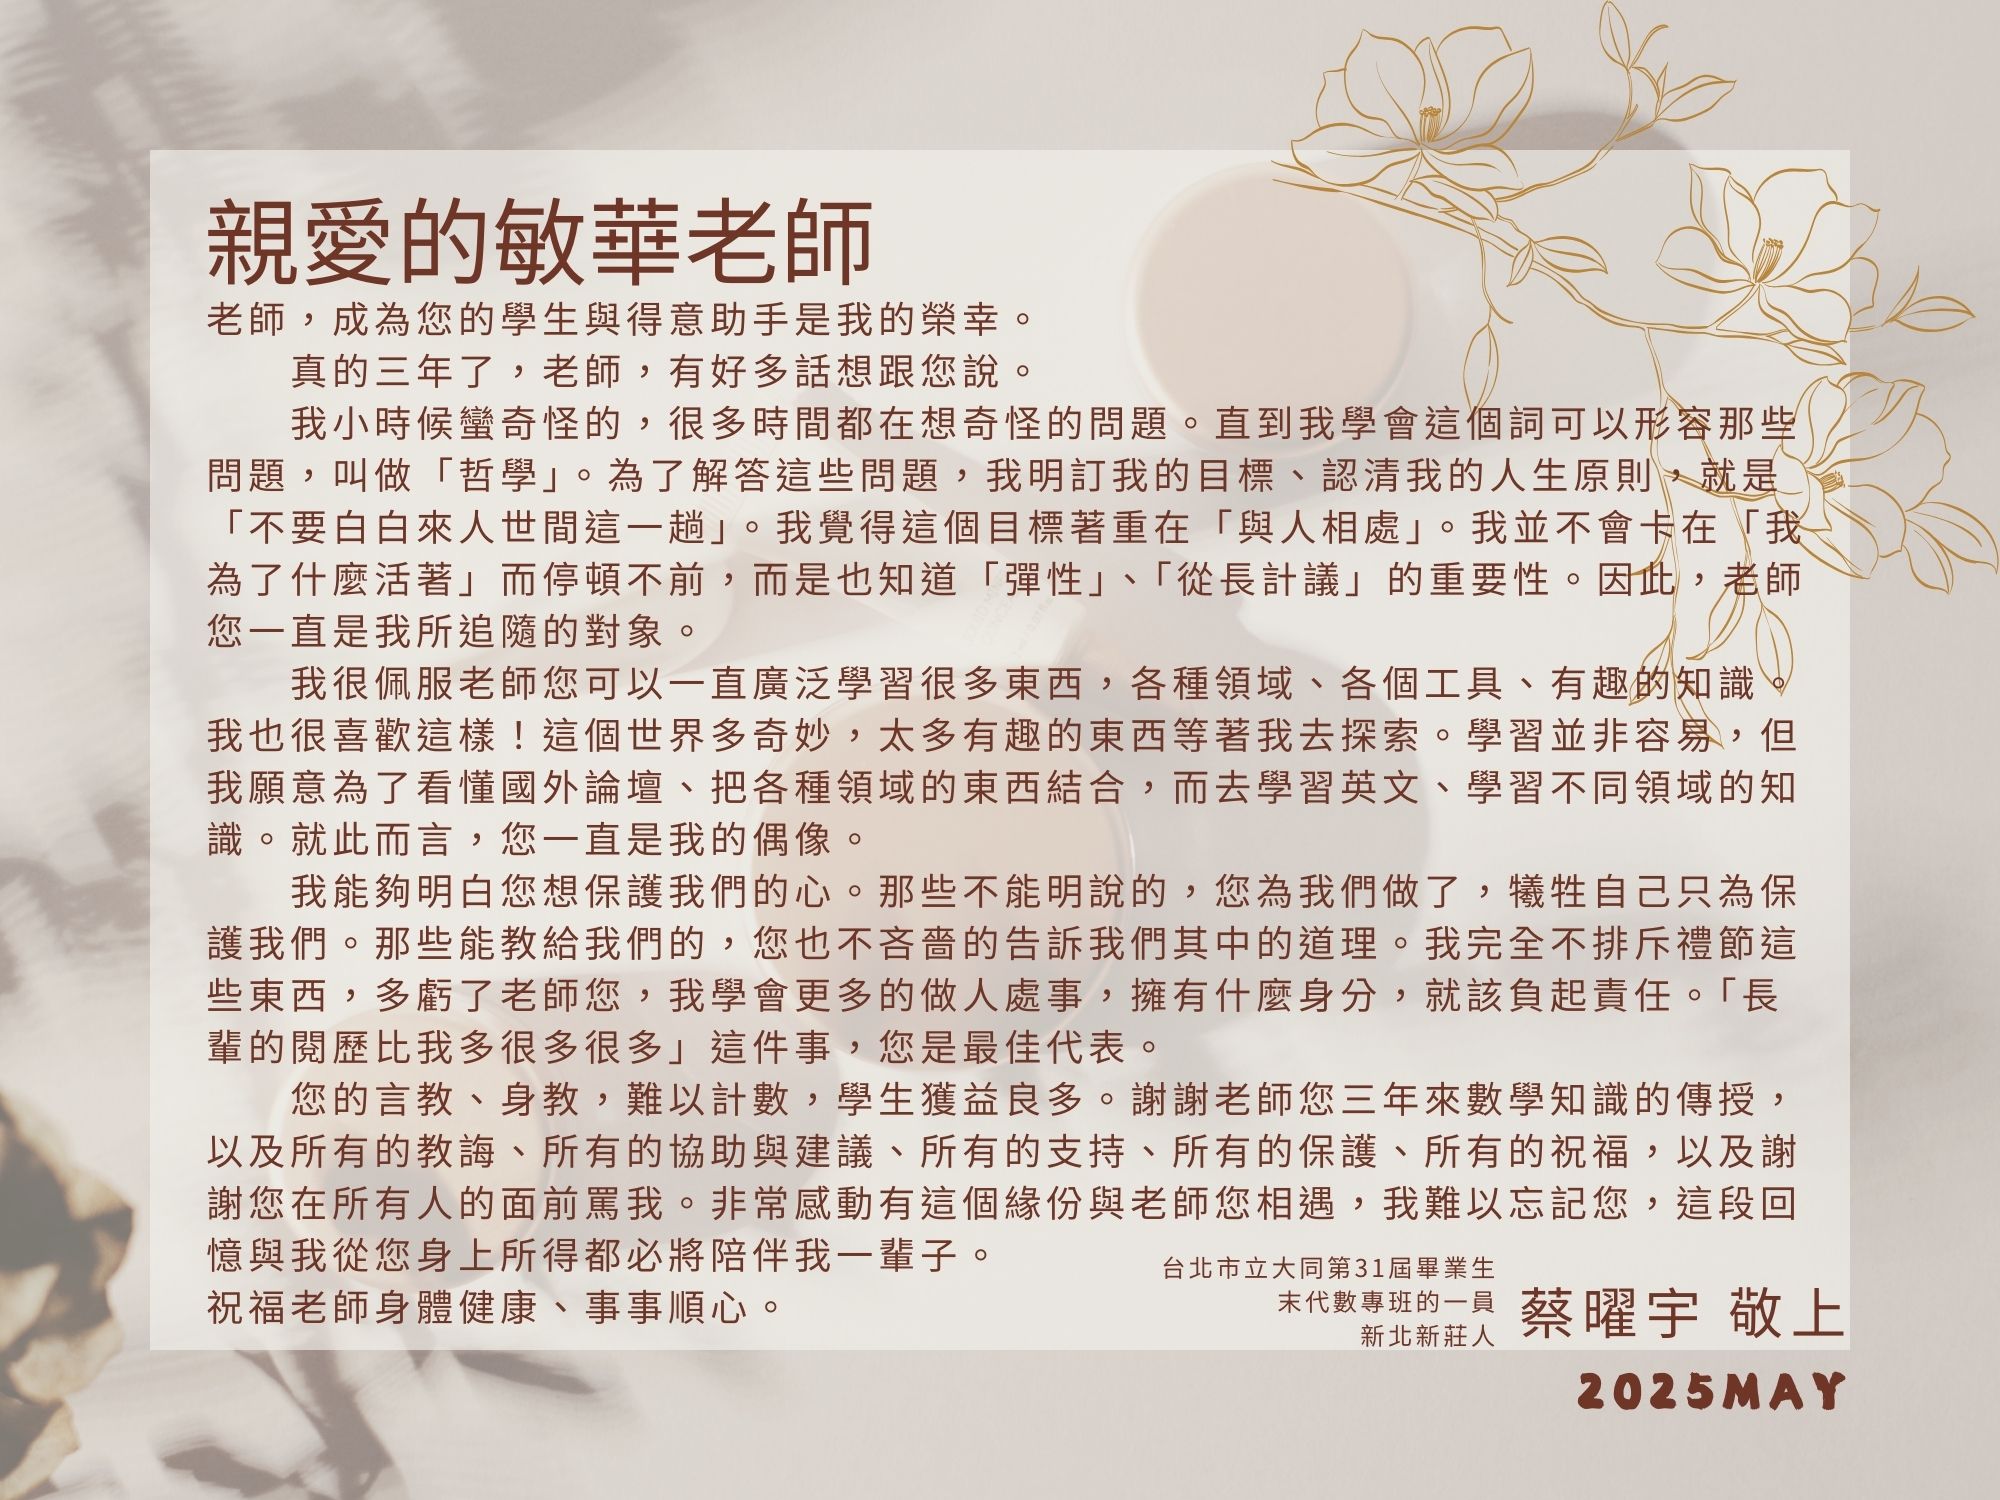 親愛的敏華老師
老師，成為您的學生與得意助手是我的榮幸。
真的三年了，老師，有好多話想跟您說。
我小時候蠻奇怪的，很多時間都在想奇怪的問題。直到我學會這個詞可以形容那些
問題，叫做「哲學」。為了解答這些問題，我明訂我的目標、認清我的人生原則，就是
「不要白白來人世間這一趟」。我覺得這個目標著重在「與人相處」。我並不會卡在「我
為了什麼活著」而停頓不前，而是也知道「彈性」、「從長計議」的重要性。因此，老師
您一直是我所追隨的對象。
我很佩服老師您可以一直廣泛學習很多東西，各種領域、各個工具、有趣的知識。
我也很喜歡這樣！這個世界多奇妙，太多有趣的東西等著我去探索。學習並非容易，但
我願意為了看懂國外論壇、把各種領域的東西結合，而去學習英文、學習不同領域的知
識。就此而言，您一直是我的偶像。
我能夠明白您想保護我們的心。那些不能明說的，您為我們做了，犧牲自己只為保
護我們。那些能教給我們的，您也不吝嗇的告訴我們其中的道理。我完全不排斥禮節這
些東西，多虧了老師您，我學會更多的做人處事，擁有什麼身分，就該負起責任。「長
輩的閱歷比我多很多很多」這件事，您是最佳代表。
您的言教、身教，難以計數，學生獲益良多。謝謝老師您三年來數學知識的傳授，
以及所有的教誨、所有的協助與建議、所有的支持、所有的保護、所有的祝福，以及謝
謝您在所有人的面前罵我。非常感動有這個緣份與老師您相遇，我難以忘記您，這段回
憶與我從您身上所得都必將陪伴我一輩子。
祝福老師身體健康、事事順心。
台北市立大同第31屆畢業生
末代數專班的一員
新北新莊人
蔡曜宇 敬上
2025MAY